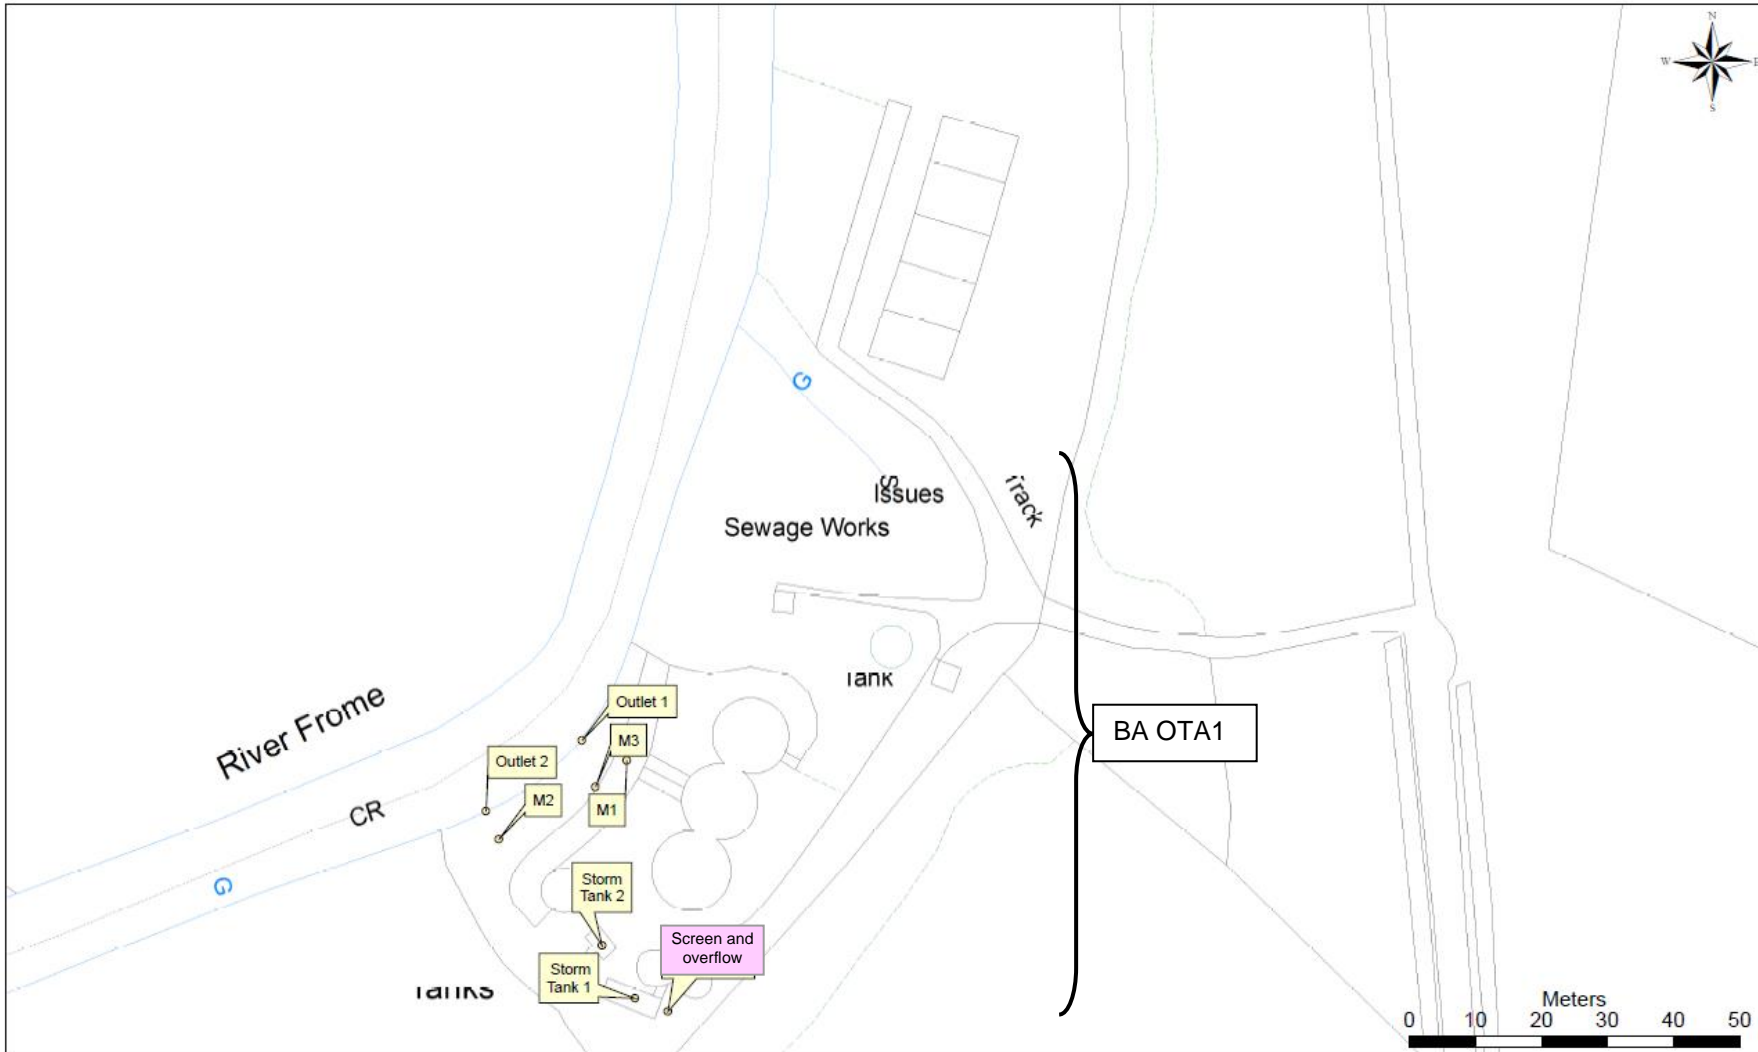 N
W
E
S
G
S
Issues
Track
Sewage Works
Tank
River Frome
Outlet 1
M3
Outlet 2
M2
M1
BA OTA1
CR
G
Storm
Tank 2
Screen and
overflow
Storm
Tank 1
Tanks
Meters
0 10 20 30 40 50